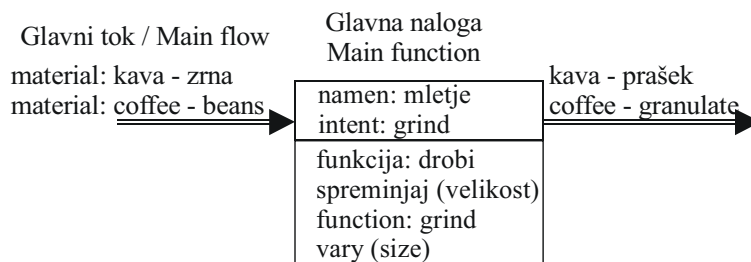 Glavni tok / Main flow
Glavna naloga
Main function
material: kava - zrna
material: coffee - beans
namen: mletje
intent: grind
kava - prašek
coffee - granulate
funkcija: drobi
spreminjaj (velikost)
function: grind
vary (size)